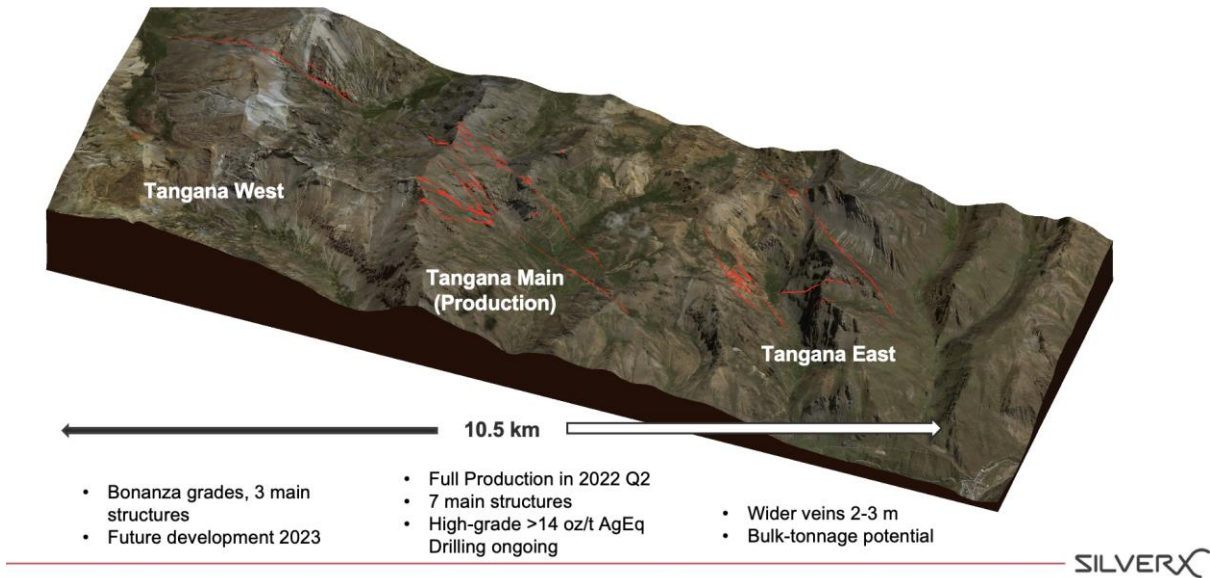 Tangana West
Tangana Main
(Production)
Tangana East
10.5 km
• Bonanza grades, 3 main
structures
• Future development 2023
• Full Production in 2022 Q2
• 7 main structures
• High-grade >14 oz/t AgEq
Drilling ongoing
• Wider veins 2-3 m
• Bulk-tonnage potential
SILVERX